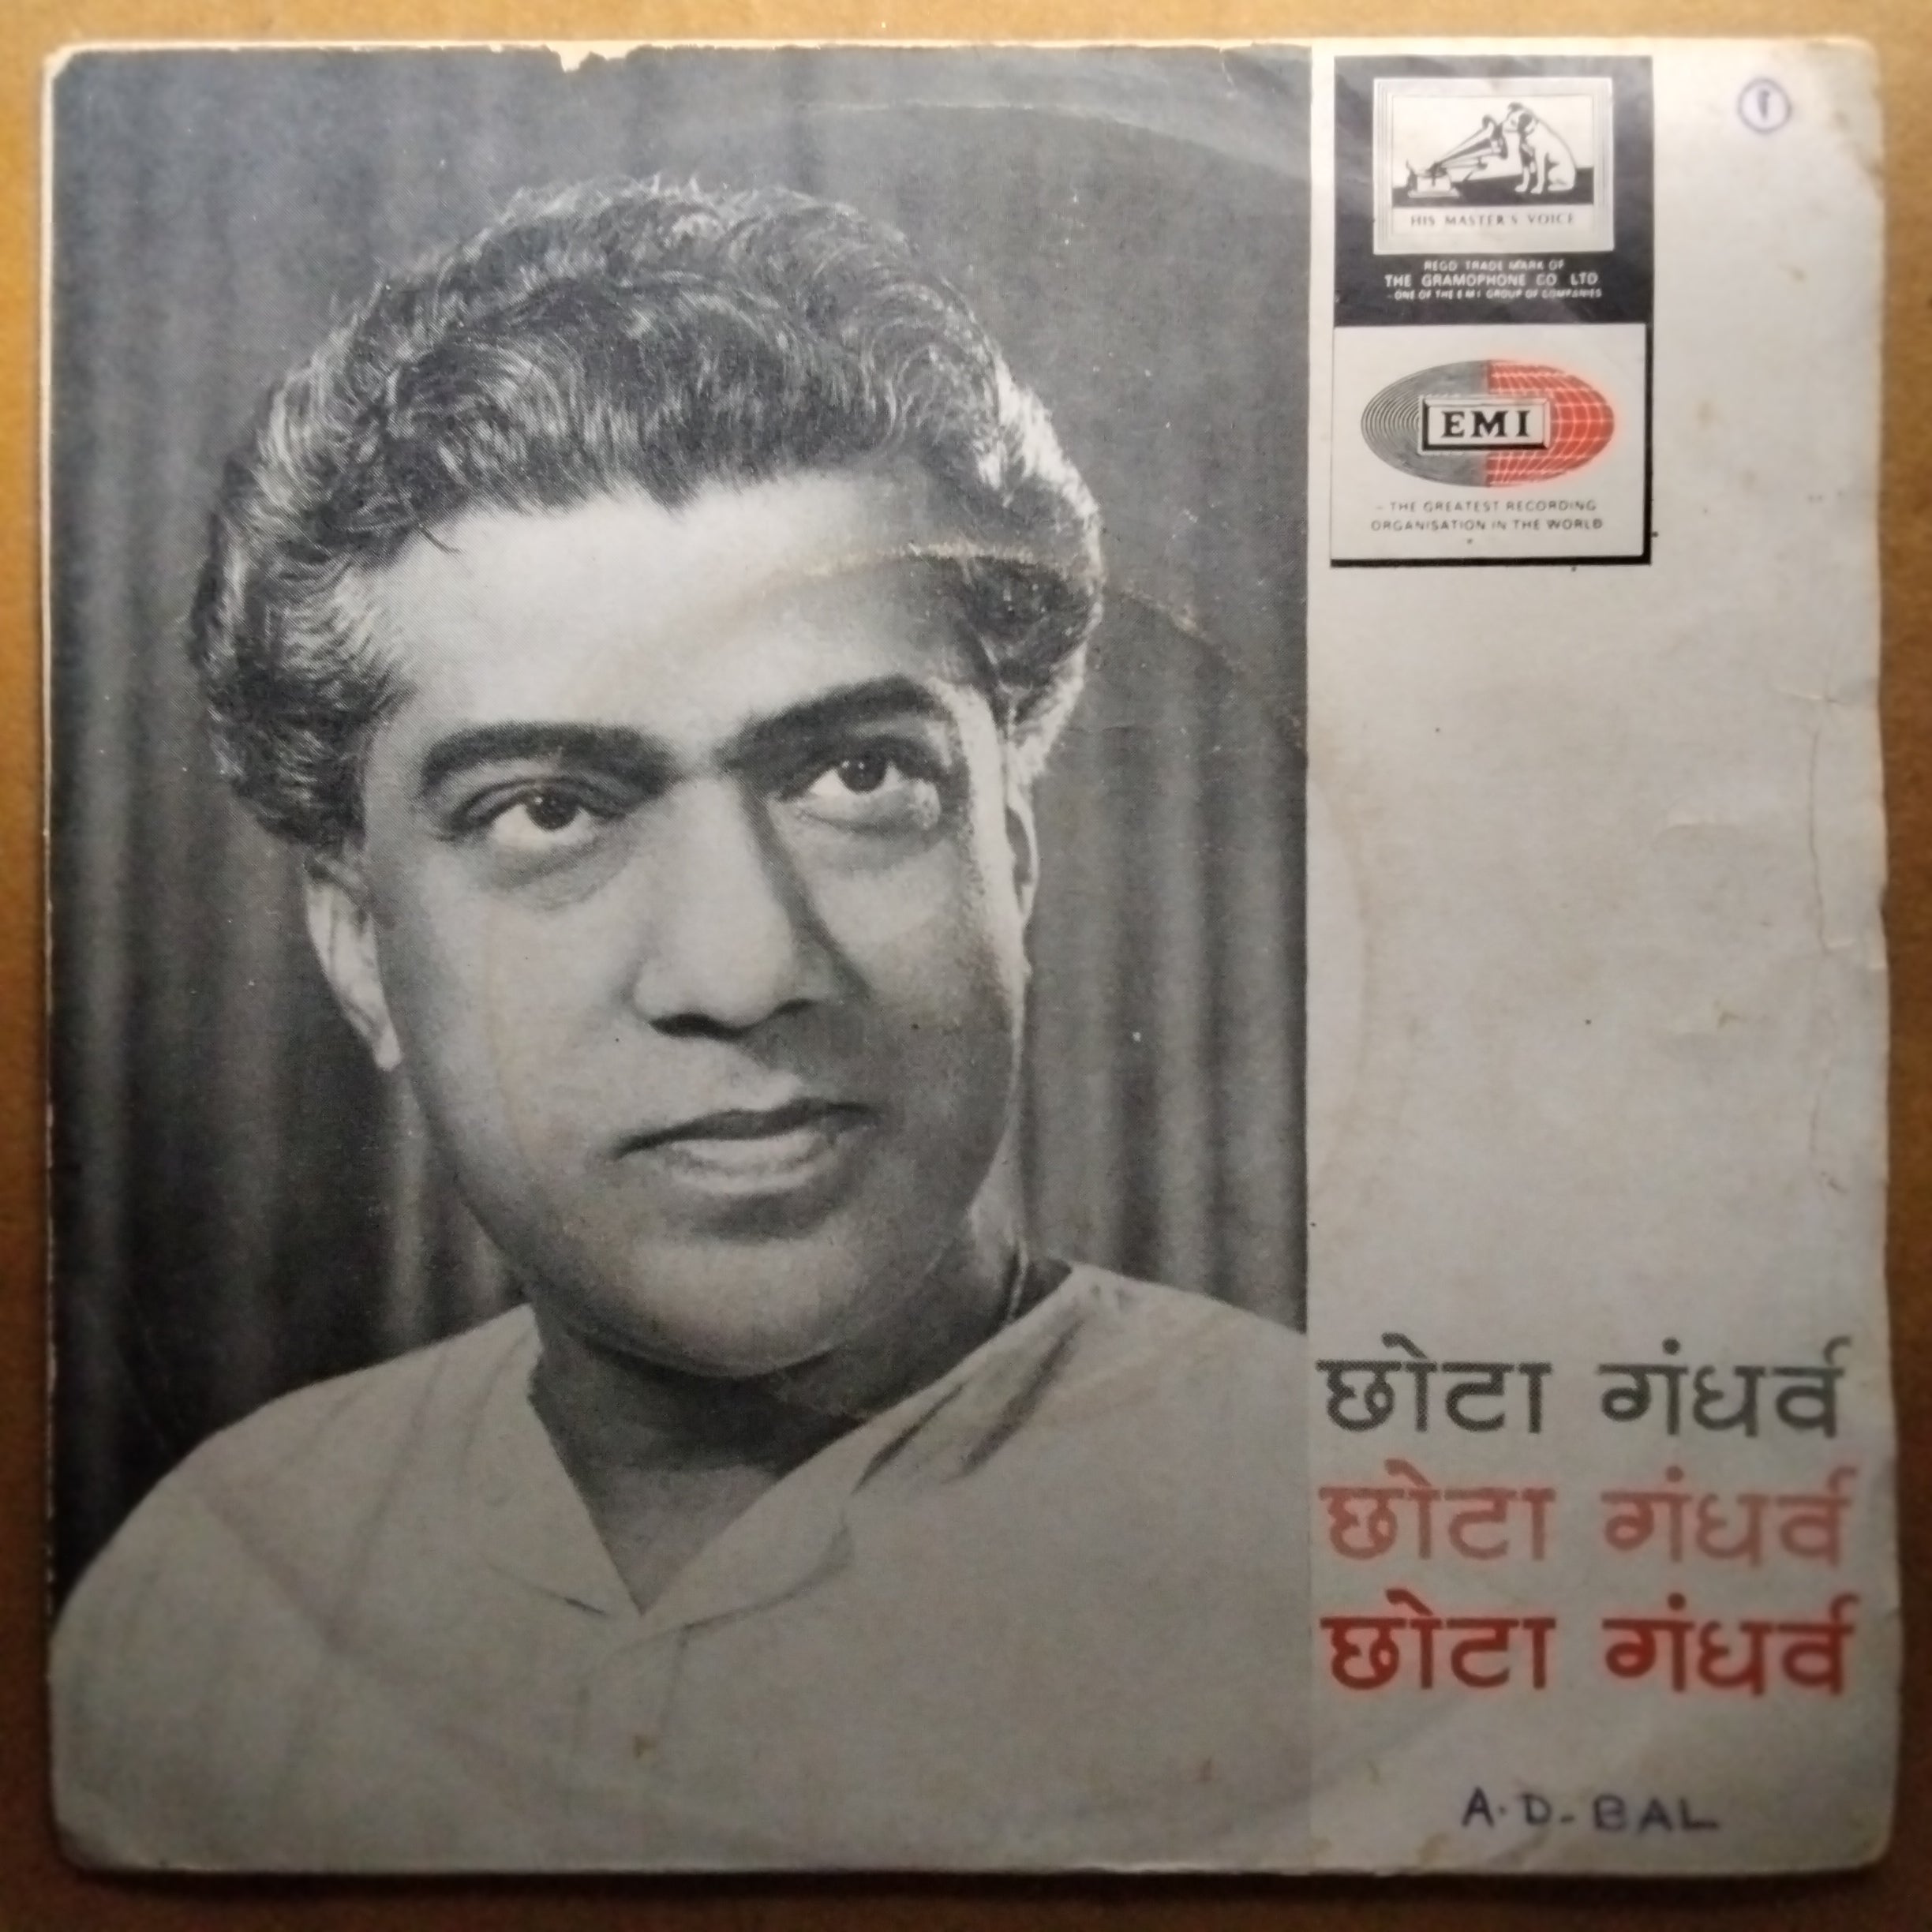 HIS MASTER'S VOICE
REGD TRADE MARK OF
THE GRAMOPHONE CO LTD
-ONE OF THE EMI GROUP OF COMPANIES
EMI
- THE GREATEST RECORDING
ORGANISATION IN THE WORLD
छोटा गंधर्व
छोटा गंधर्व
छोटा गंधर्व
A. D - BAL